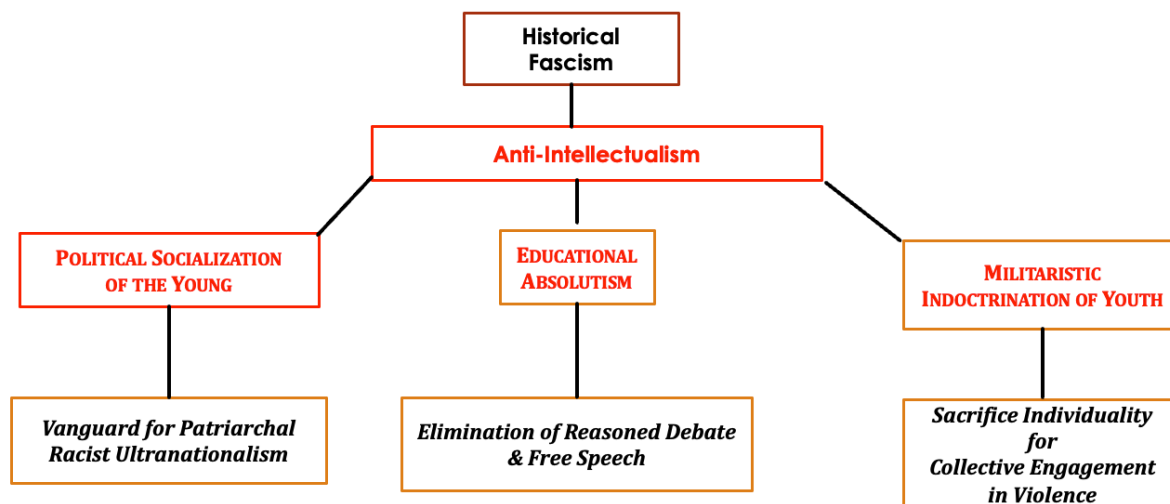 Historical
Fascism
Anti-Intellectualism
POLITICAL SOCIALIZATION
OF THE YOUNG
EDUCATIONAL
ABSOLUTISM
MILITARISTIC
INDOCTRINATION OF YOUTH
Vanguard for Patriarchal
Racist Ultranationalism
Elimination of Reasoned Debate
& Free Speech
Sacrifice Individuality
for
Collective Engagement
in Violence